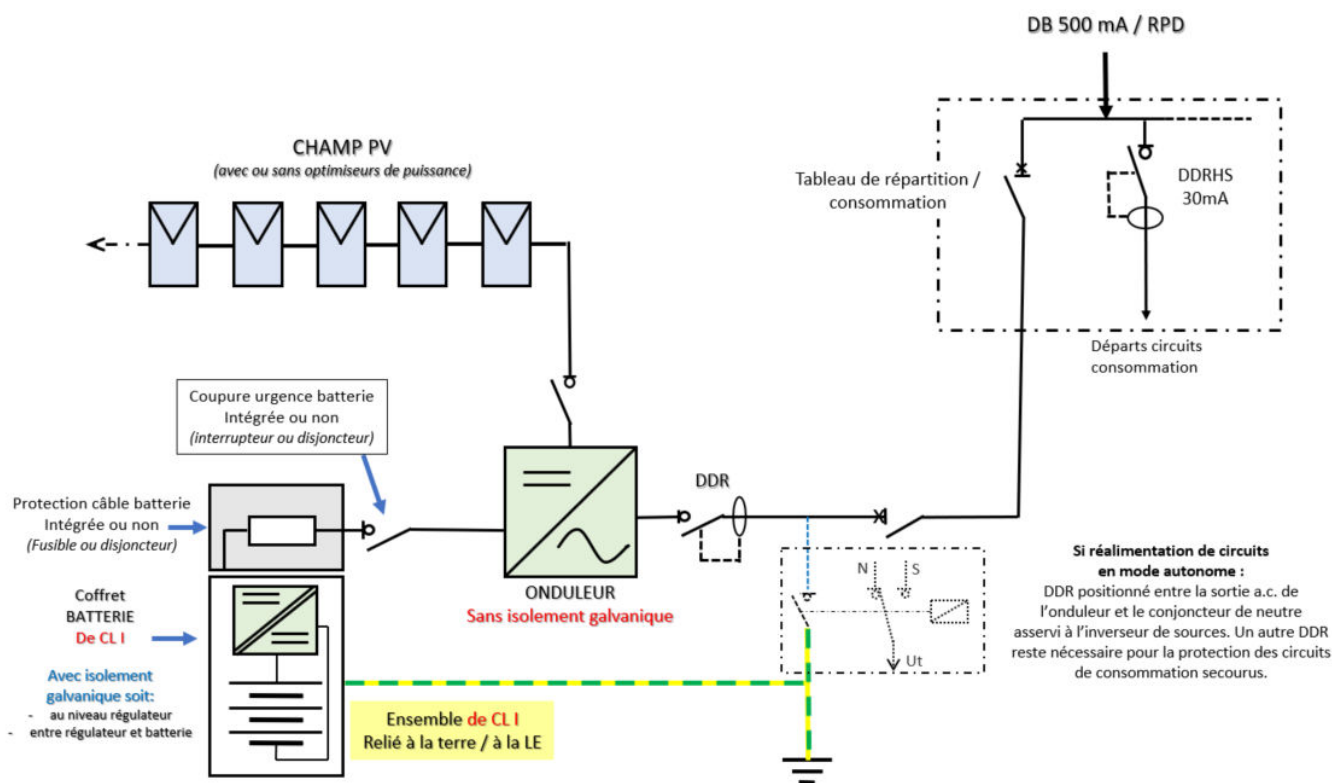 DB 500 mA / RPD
CHAMP PV
(avec ou sans optimiseurs de puissance)
Tableau de répartition /
consommation
DDRHS
30mA
Départs circuits
consommation
Coupure urgence batterie
Intégrée ou non
(interrupteur ou disjoncteur)
Protection câble batterie
Intégrée ou non
(Fusible ou disjoncteur)
DDR
ONDULEUR
Sans isolement galvanique
N
S
Ut
Si réalimentation de circuits
en mode autonome :
DDR positionné entre la sortie a.c. de
l'onduleur et le conjoncteur de neutre
asservi à l'inverseur de sources. Un autre DDR
reste nécessaire pour la protection des circuits
de consommation secourus.
Coffret
BATTERIE
De CL I
Avec isolement
galvanique soit:
- au niveau régulateur
- entre régulateur et batterie
Ensemble de CL I
Relié à la terre / à la LE